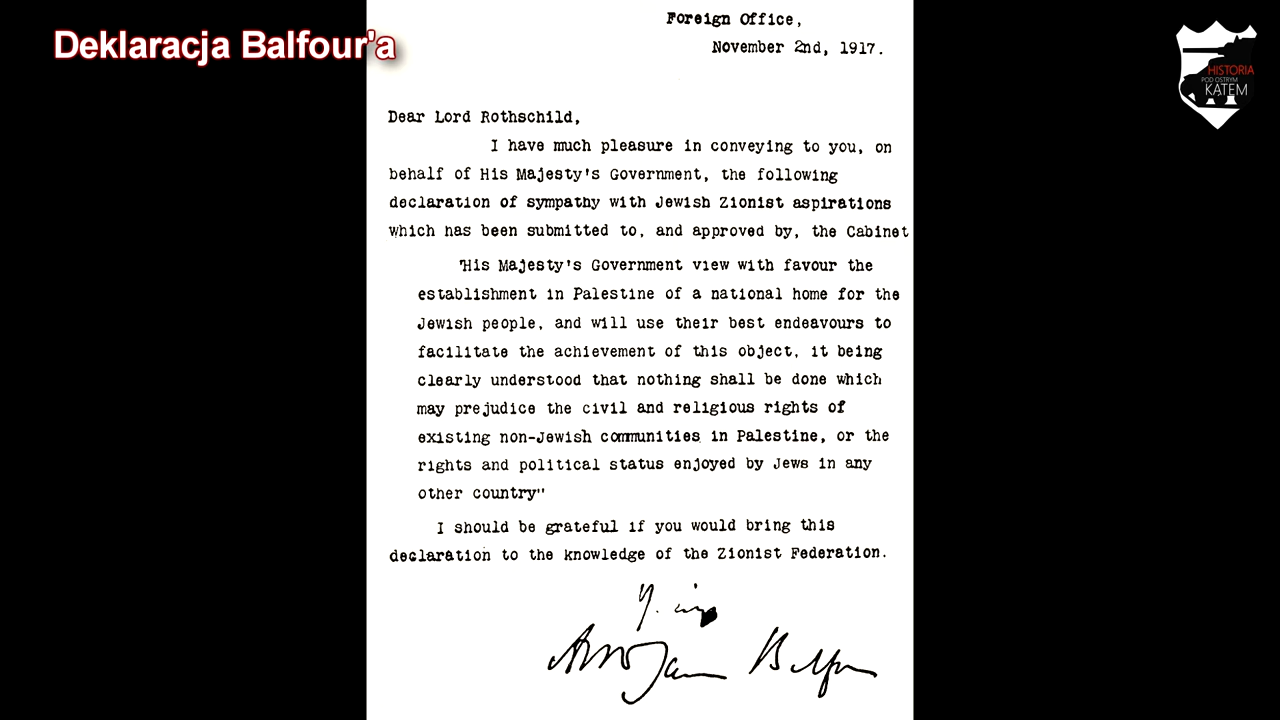 Deklaracja Balfour'a
HISTORIA
POD OSTRYM
KĄTEM
Foreign Office,
November 2nd, 1917.
Dear Lord Rothschild,
I have much pleasure in conveying to you, on
behalf of His Majesty's Government, the following
declaration of sympathy with Jewish Zionist aspirations
which has been submitted to, and approved by, the Cabinet
"His Majesty's Government view with favour the
establishment in Palestine of a national home for the
Jewish people, and will use their best endeavours to
facilitate the achievement of this object, it being
clearly understood that nothing shall be done which
may prejudice the civil and religious rights of
existing non-Jewish communities in Palestine, or the
rights and political status enjoyed by Jews in any
other country"
I should be grateful if you would bring this
declaration to the knowledge of the Zionist Federation.
Balfour